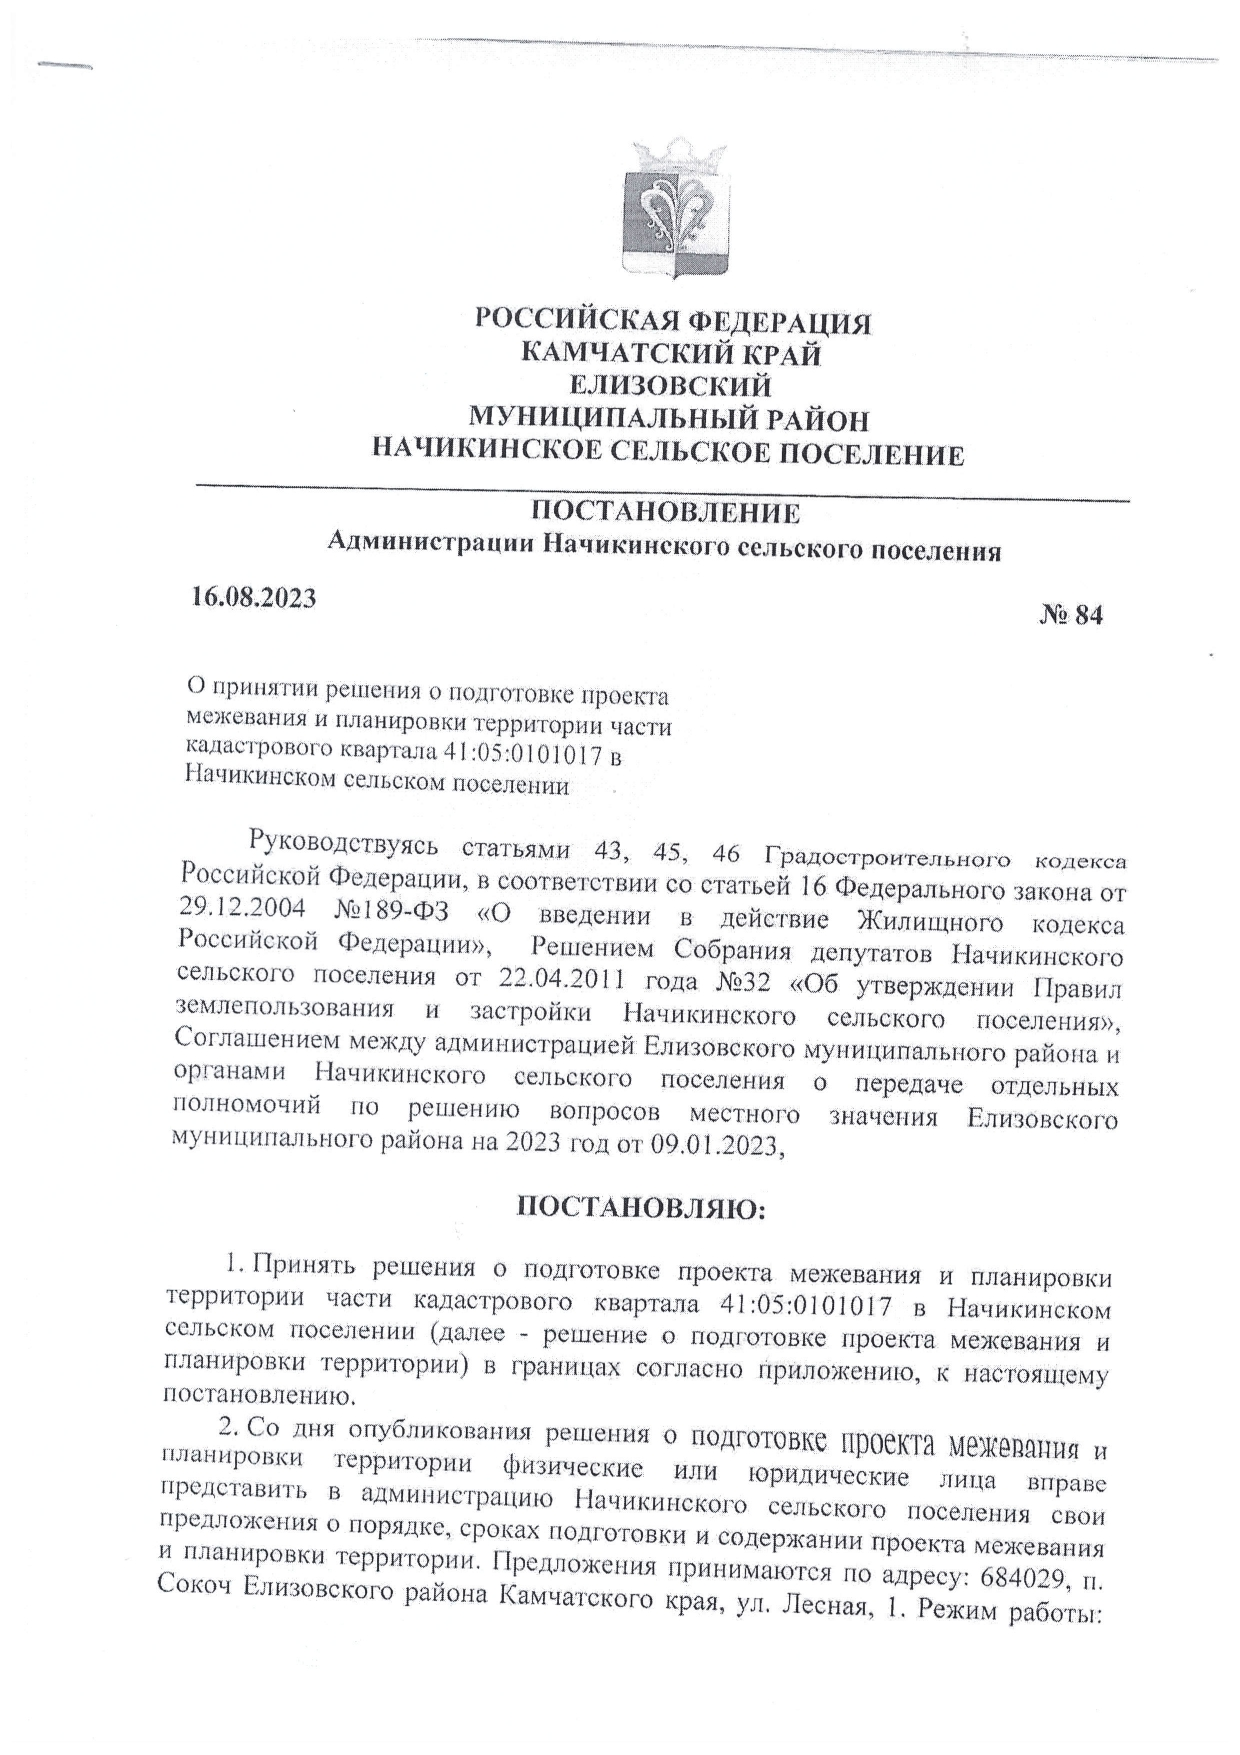 РОССИЙСКАЯ ФЕДЕРАЦИЯ
КАМЧАТСКИЙ КРАЙ
ЕЛИЗОВСКИЙ
МУНИЦИПАЛЬНЫЙ РАЙОН
НАЧИКИНСКОЕ СЕЛЬСКОЕ ПОСЕЛЕНИЕ
ПОСТАНОВЛЕНИЕ
Администрации Начикинского сельского поселения
16.08.2023
№ 84
О принятии решения о подготовке проекта
межевания и планировки территории части
кадастрового квартала 41:05:0101017 в
Начикинском сельском поселении
Руководствуясь статьями 43, 45, 46 Градостроительного кодекса
Российской Федерации, в соответствии со статьей 16 Федерального закона от
29.12.2004 №189-ФЗ «О введении в действие Жилищного кодекса
Российской Федерации», Решением Собрания депутатов Начикинского
сельского поселения от 22.04.2011 года №32 «Об утверждении Правил
землепользования и застройки Начикинского сельского поселения»,
Соглашением между администрацией Елизовского муниципального района и
органами Начикинского сельского поселения о передаче отдельных
полномочий по решению вопросов местного значения Елизовского
муниципального района на 2023 год от 09.01.2023,
ПОСТАНОВЛЯЮ:
1. Принять решения о подготовке проекта межевания и планировки
территории части кадастрового квартала 41:05:0101017 в Начикинском
сельском поселении (далее - решение о подготовке проекта межевания и
планировки территории) в границах согласно приложению, к настоящему
постановлению.
2. Со дня опубликования решения о подготовке проекта межевания и
планировки территории физические или юридические лица вправе
представить в администрацию Начикинского сельского поселения свои
предложения о порядке, сроках подготовки и содержании проекта межевания
и планировки территории. Предложения принимаются по адресу: 684029, п.
Сокоч Елизовского района Камчатского края, ул. Лесная, 1. Режим работы: